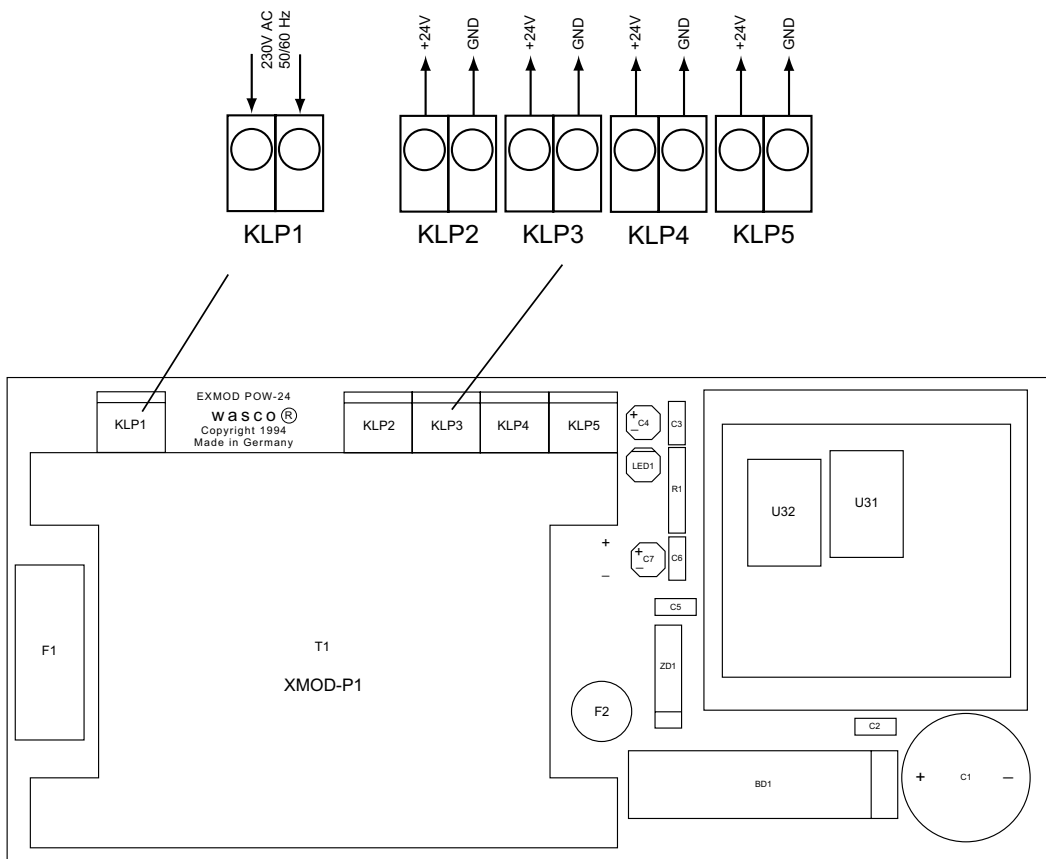 230V AC
50/60 Hz
+24V
GND
+24V
GND
+24V
GND
+24V
GND
KLP1
KLP2
KLP3
KLP4
KLP5
EXMOD POW-24
wasco®
Copyright 1994
Made in Germany
KLP1
KLP2
KLP3
KLP4
KLP5
+
–
C4
C3
LED1
R1
U32
U31
+
–
+
–
C7
C6
C5
F1
T1
XMOD-P1
ZD1
F2
C2
BD1
+
C1
–